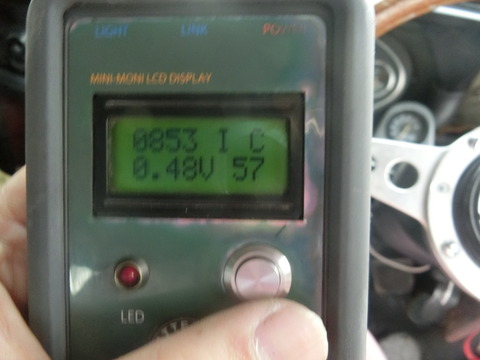 LIGHT LINK POWER
MINI-MONI LCD DISPLAY
0853 I C
0.48V 57
LED